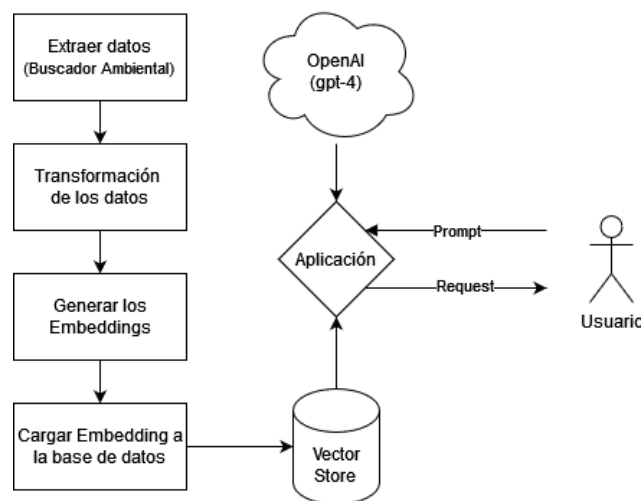 Extraer datos
(Buscador Ambiental)
Transformación
de los datos
Generar los
Embeddings
Cargar Embedding a
la base de datos
OpenAI
(gpt-4)
Aplicación
Prompt
Request
Usuario
Vector
Store